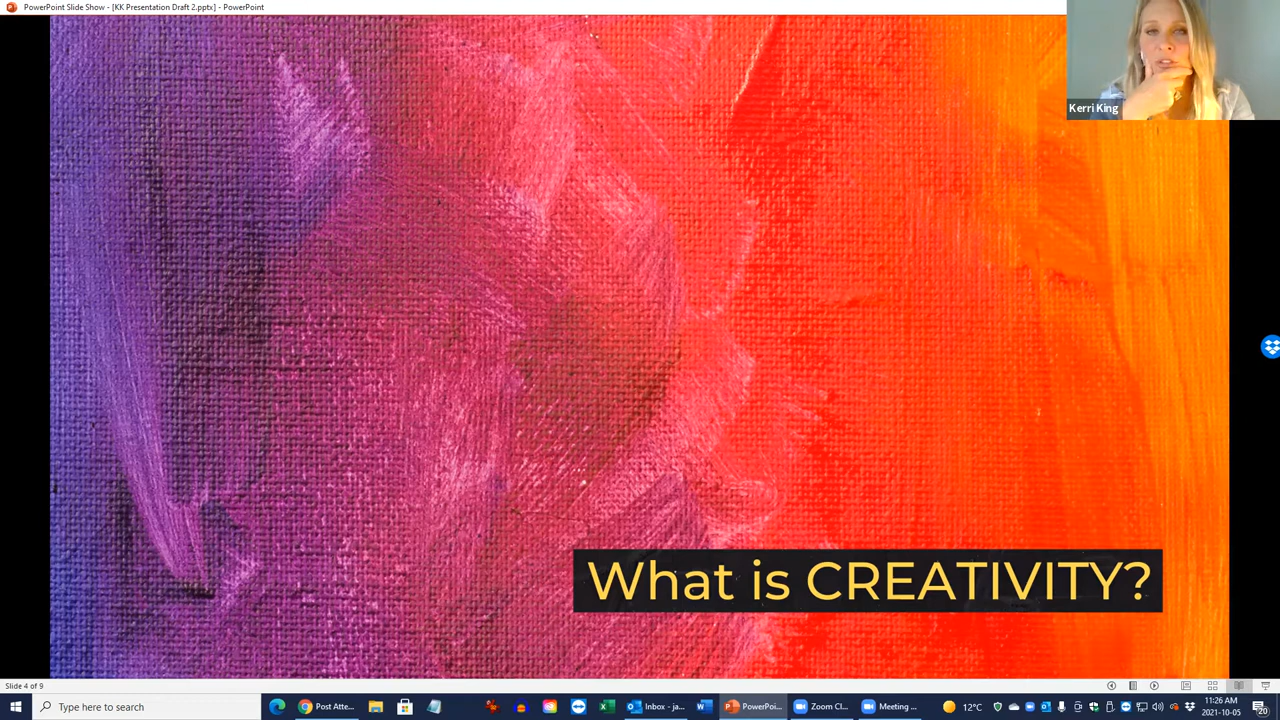 PowerPoint Slide Show - [KK Presentation Draft 2.pptx] - PowerPoint
Kerri King
What is CREATIVITY?
Slide 4 of 9
Type here to search
Post Atte...
Inbox - ja...
PowerPoi...
Zoom Cl...
Meeting ...
12°C
11:26 AM
2021-10-05
20